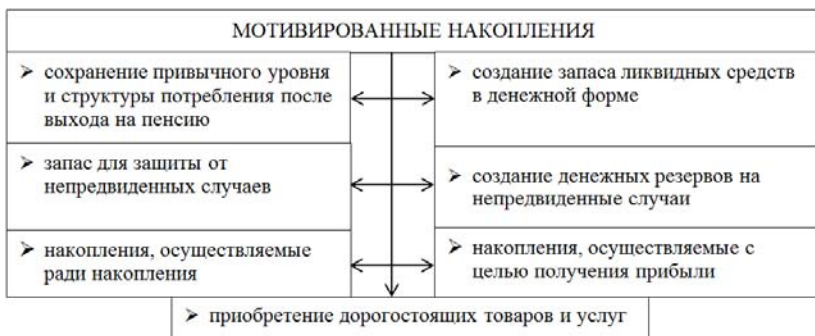 МОТИВИРОВАННЫЕ НАКОПЛЕНИЯ
➢ сохранение привычного уровня
и структуры потребления после
выхода на пенсию
➢ создание запаса ликвидных средств
в денежной форме
➢ запас для защиты от
непредвиденных случаев
➢ создание денежных резервов на
непредвиденные случаи
➢ накопления, осуществляемые
ради накопления
➢ накопления, осуществляемые с
целью получения прибыли
➢ приобретение дорогостоящих товаров и услуг